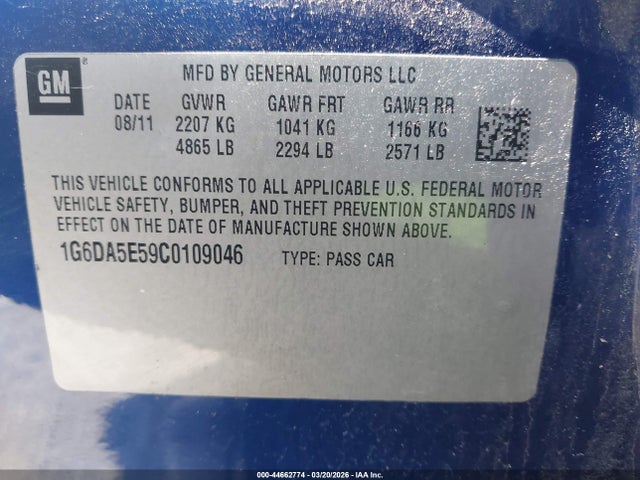 GM ®
MFD BY GENERAL MOTORS LLC
DATE GVWR GAWR FRT GAWR RR
08/11 2207 KG 1041 KG 1166 KG
4865 LB 2294 LB 2571 LB
THIS VEHICLE CONFORMS TO ALL APPLICABLE U.S. FEDERAL MOTOR
VEHICLE SAFETY, BUMPER, AND THEFT PREVENTION STANDARDS IN
EFFECT ON THE DATE OF MANUFACTURE SHOWN ABOVE.
1G6DA5E59C0109046 TYPE: PASS CAR
000-44662774 - 03/20/2026 - IAA Inc.